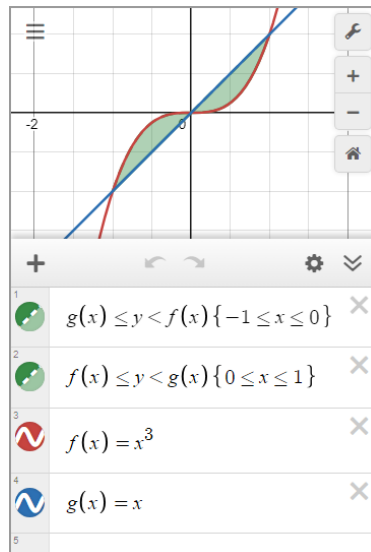 -2
0
+
−
+
1
g(x) ≤ y < f(x) {−1 ≤ x ≤ 0}
2
f(x) ≤ y < g(x) {0 ≤ x ≤ 1}
3
f(x) = x³
4
g(x) = x
5